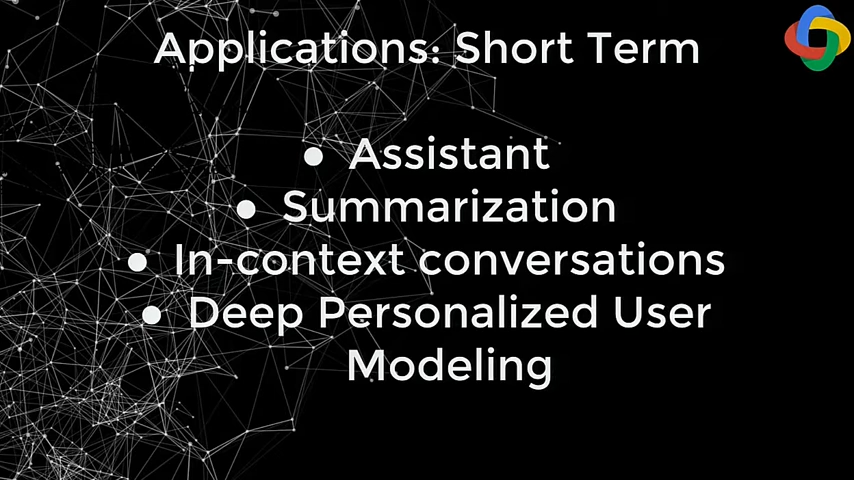 Applications: Short Term
● Assistant
● Summarization
● In-context conversations
● Deep Personalized User
Modeling